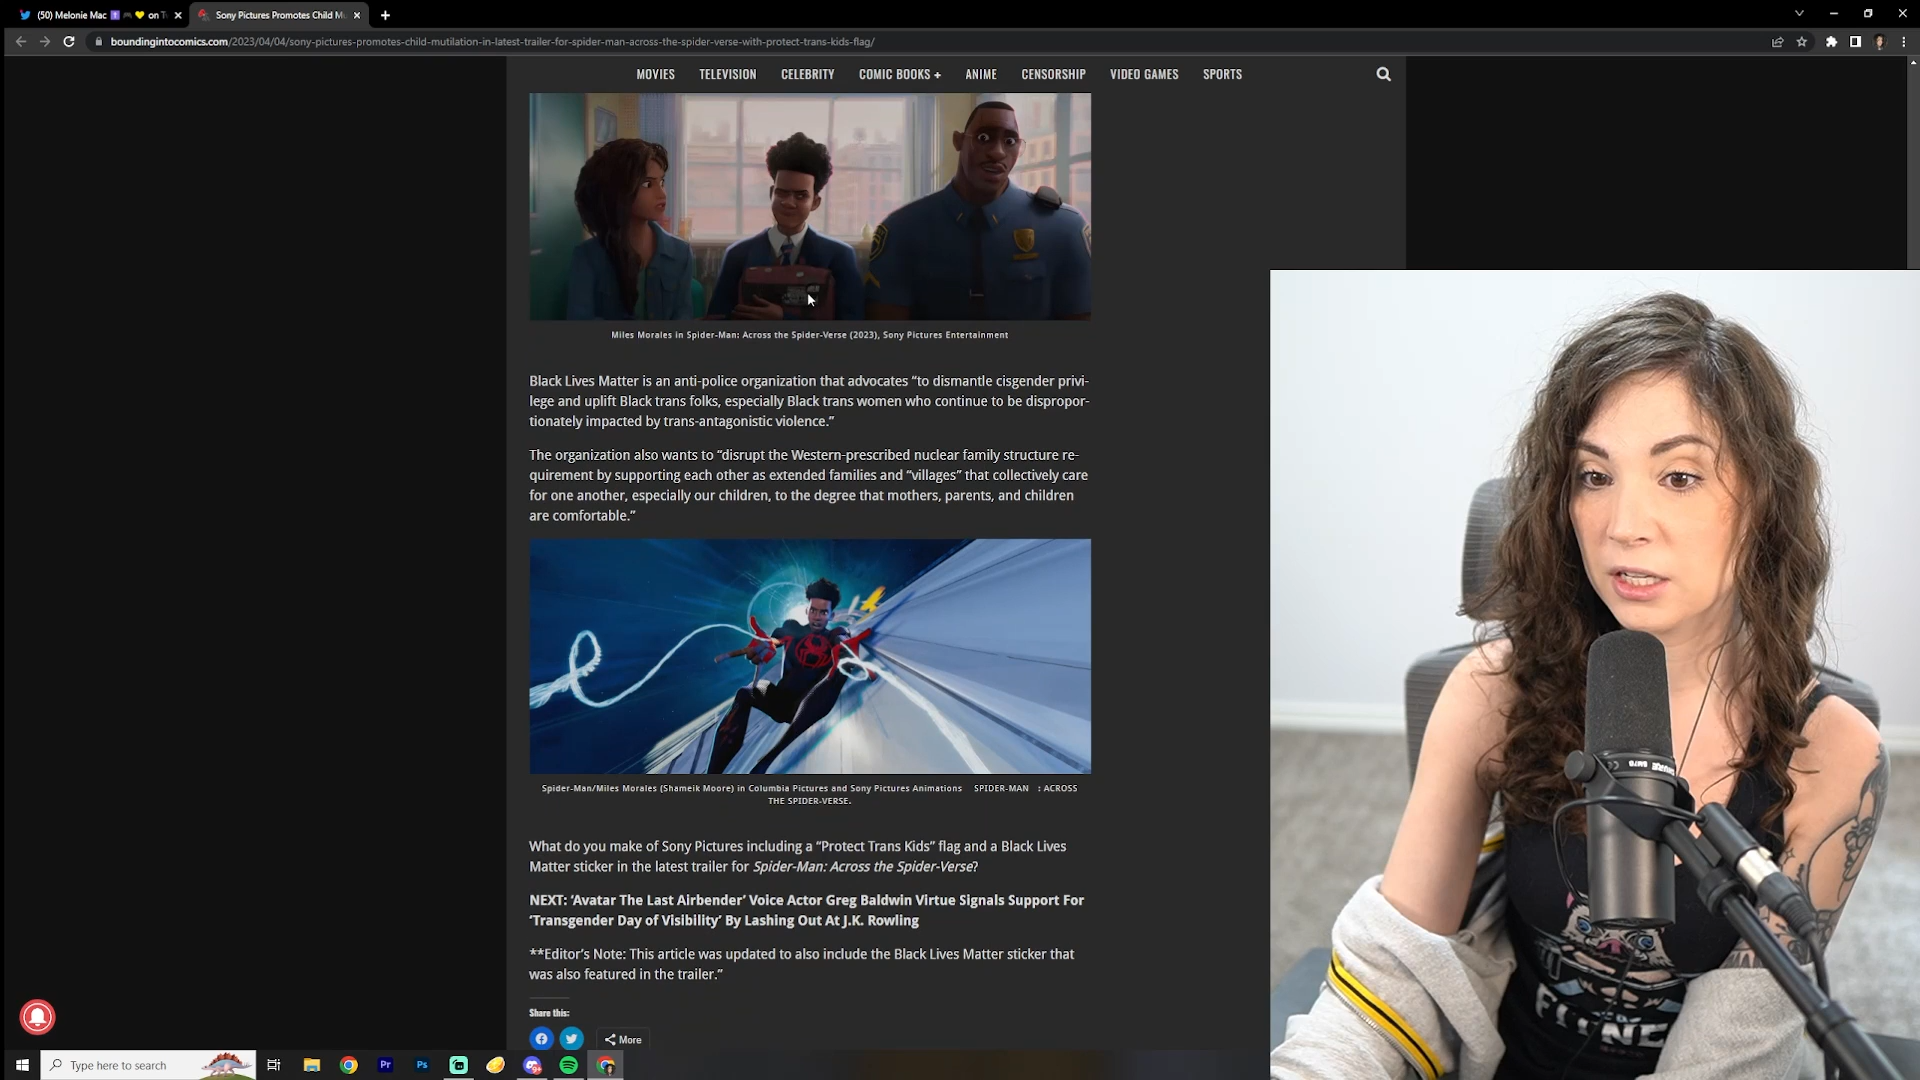 (50) Melonie Mac
on T
Sony Pictures Promotes Child M
boundingintocomics.com/2023/04/04/sony-pictures-promotes-child-mutilation-in-latest-trailer-for-spider-man-across-the-spider-verse-with-protect-trans-kids-flag/
MOVIES TELEVISION CELEBRITY COMIC BOOKS + ANIME CENSORSHIP VIDEO GAMES SPORTS
Miles Morales in Spider-Man: Across the Spider-Verse (2023), Sony Pictures Entertainment
Black Lives Matter is an anti-police organization that advocates “to dismantle cisgender privi-
lege and uplift Black trans folks, especially Black trans women who continue to be dispropor-
tionately impacted by trans-antagonistic violence.”
The organization also wants to “disrupt the Western-prescribed nuclear family structure re-
quirement by supporting each other as extended families and “villages” that collectively care
for one another, especially our children, to the degree that mothers, parents, and children
are comfortable.”
Spider-Man/Miles Morales (Shameik Moore) in Columbia Pictures and Sony Pictures Animations SPIDER-MAN : ACROSS
THE SPIDER-VERSE.
What do you make of Sony Pictures including a “Protect Trans Kids” flag and a Black Lives
Matter sticker in the latest trailer for Spider-Man: Across the Spider-Verse?
NEXT: ‘Avatar The Last Airbender’ Voice Actor Greg Baldwin Virtue Signals Support For
‘Transgender Day of Visibility’ By Lashing Out At J.K. Rowling
**Editor’s Note: This article was updated to also include the Black Lives Matter sticker that
was also featured in the trailer.”
Share this:
More
Type here to search
Pr
Ps
SHURE SM7B
FITNE